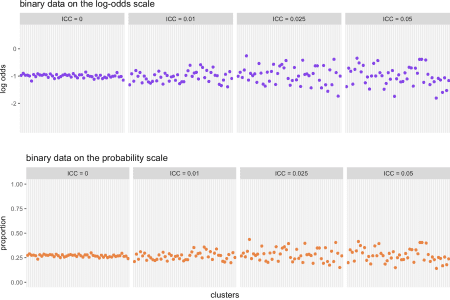 binary data on the log-odds scale
ICC = 0
ICC = 0.01
ICC = 0.025
ICC = 0.05
log odds
0
-1
-2
binary data on the probability scale
ICC = 0
ICC = 0.01
ICC = 0.025
ICC = 0.05
proportion
1.00
0.75
0.50
0.25
0.00
clusters